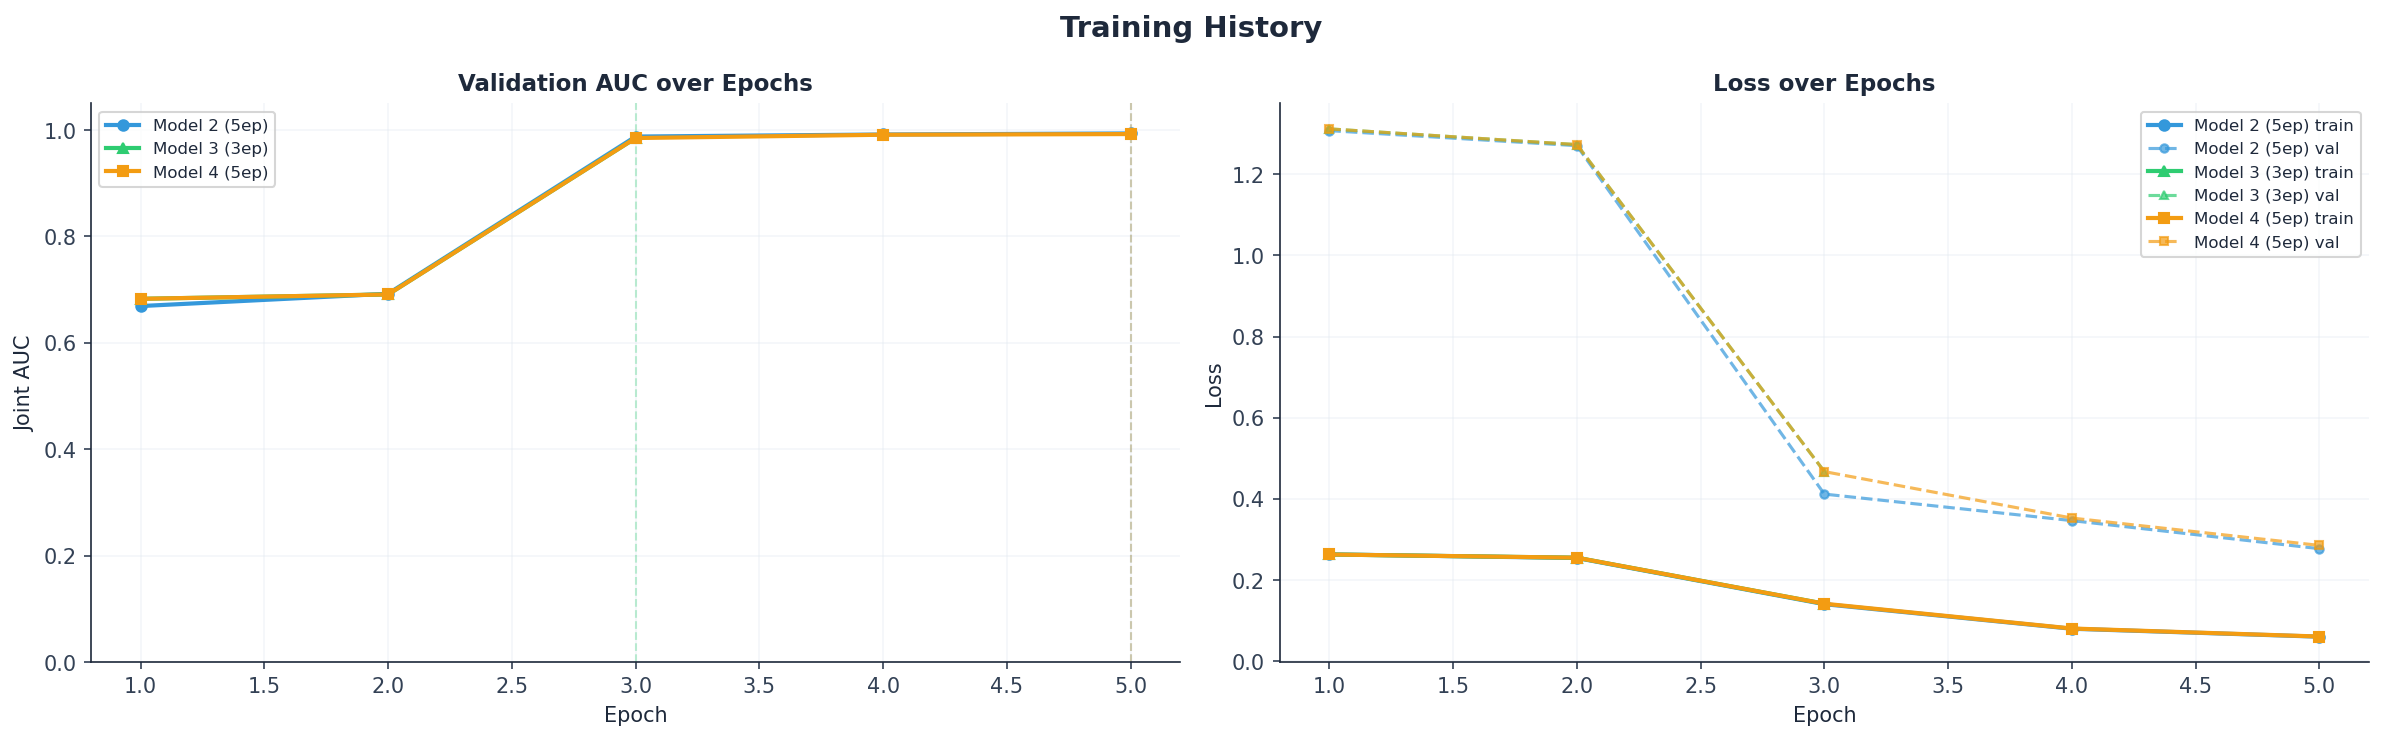 Training History
Validation AUC over Epochs
Joint AUC
1.0
0.8
0.6
0.4
0.2
0.0
Model 2 (5ep)
Model 3 (3ep)
Model 4 (5ep)
1.0 1.5 2.0 2.5 3.0 3.5 4.0 4.5 5.0
Epoch
Loss over Epochs
Loss
1.2
1.0
0.8
0.6
0.4
0.2
0.0
Model 2 (5ep) train
Model 2 (5ep) val
Model 3 (3ep) train
Model 3 (3ep) val
Model 4 (5ep) train
Model 4 (5ep) val
1.0 1.5 2.0 2.5 3.0 3.5 4.0 4.5 5.0
Epoch